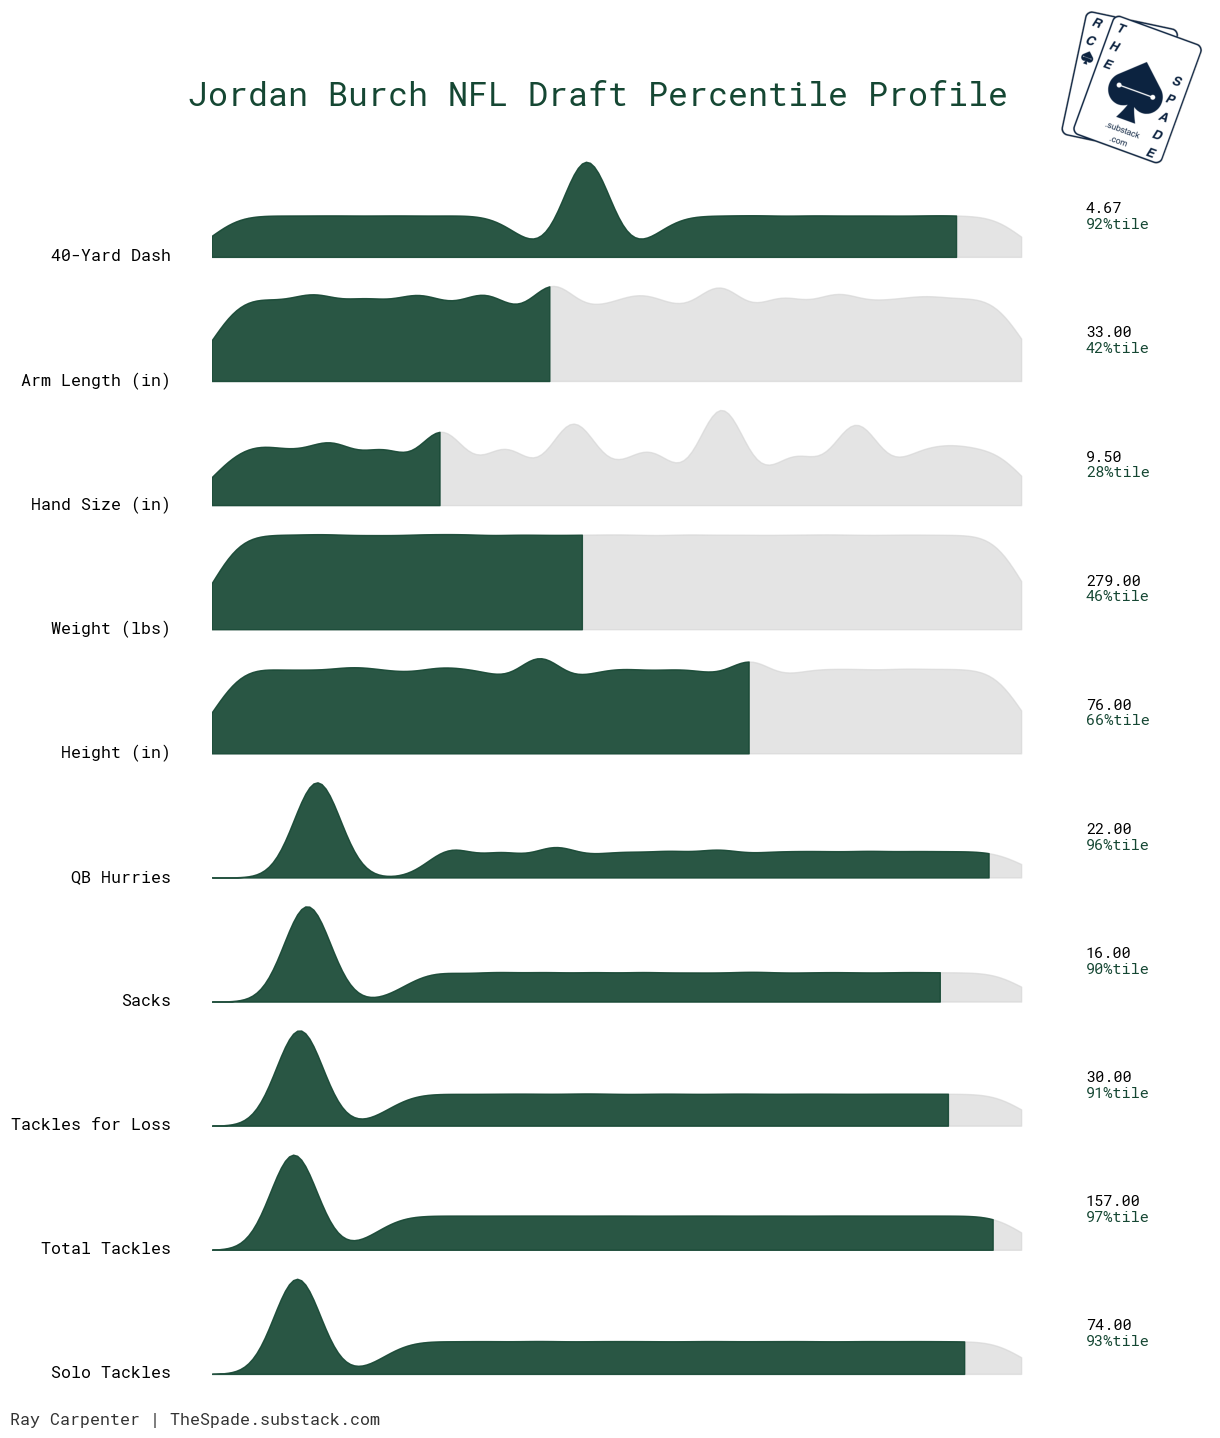 R
C
THE
SPADE
.substack
.com
Jordan Burch NFL Draft Percentile Profile
40-Yard Dash
4.67
92%tile
Arm Length (in)
33.00
42%tile
Hand Size (in)
9.50
28%tile
Weight (lbs)
279.00
46%tile
Height (in)
76.00
66%tile
QB Hurries
22.00
96%tile
Sacks
16.00
90%tile
Tackles for Loss
30.00
91%tile
Total Tackles
157.00
97%tile
Solo Tackles
74.00
93%tile
Ray Carpenter | TheSpade.substack.com